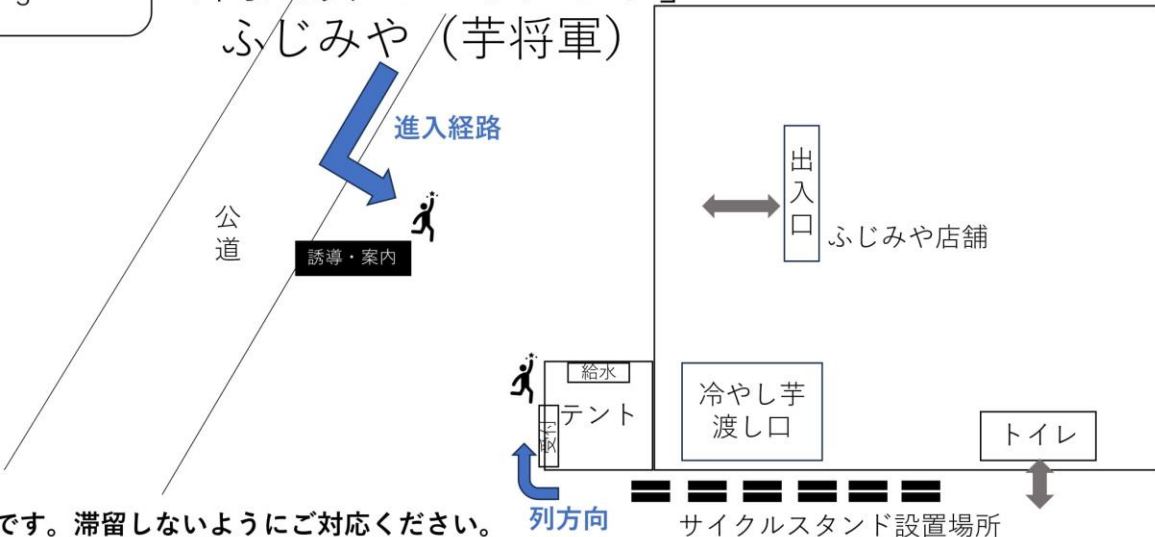 ふじみや（芋将軍）
進入経路
公道
誘導・案内
出入口
ふじみや店舗
給水
テント
受付
冷やし芋
渡し口
トイレ
です。滞留しないようにご対応ください。
列方向
サイクルスタンド設置場所